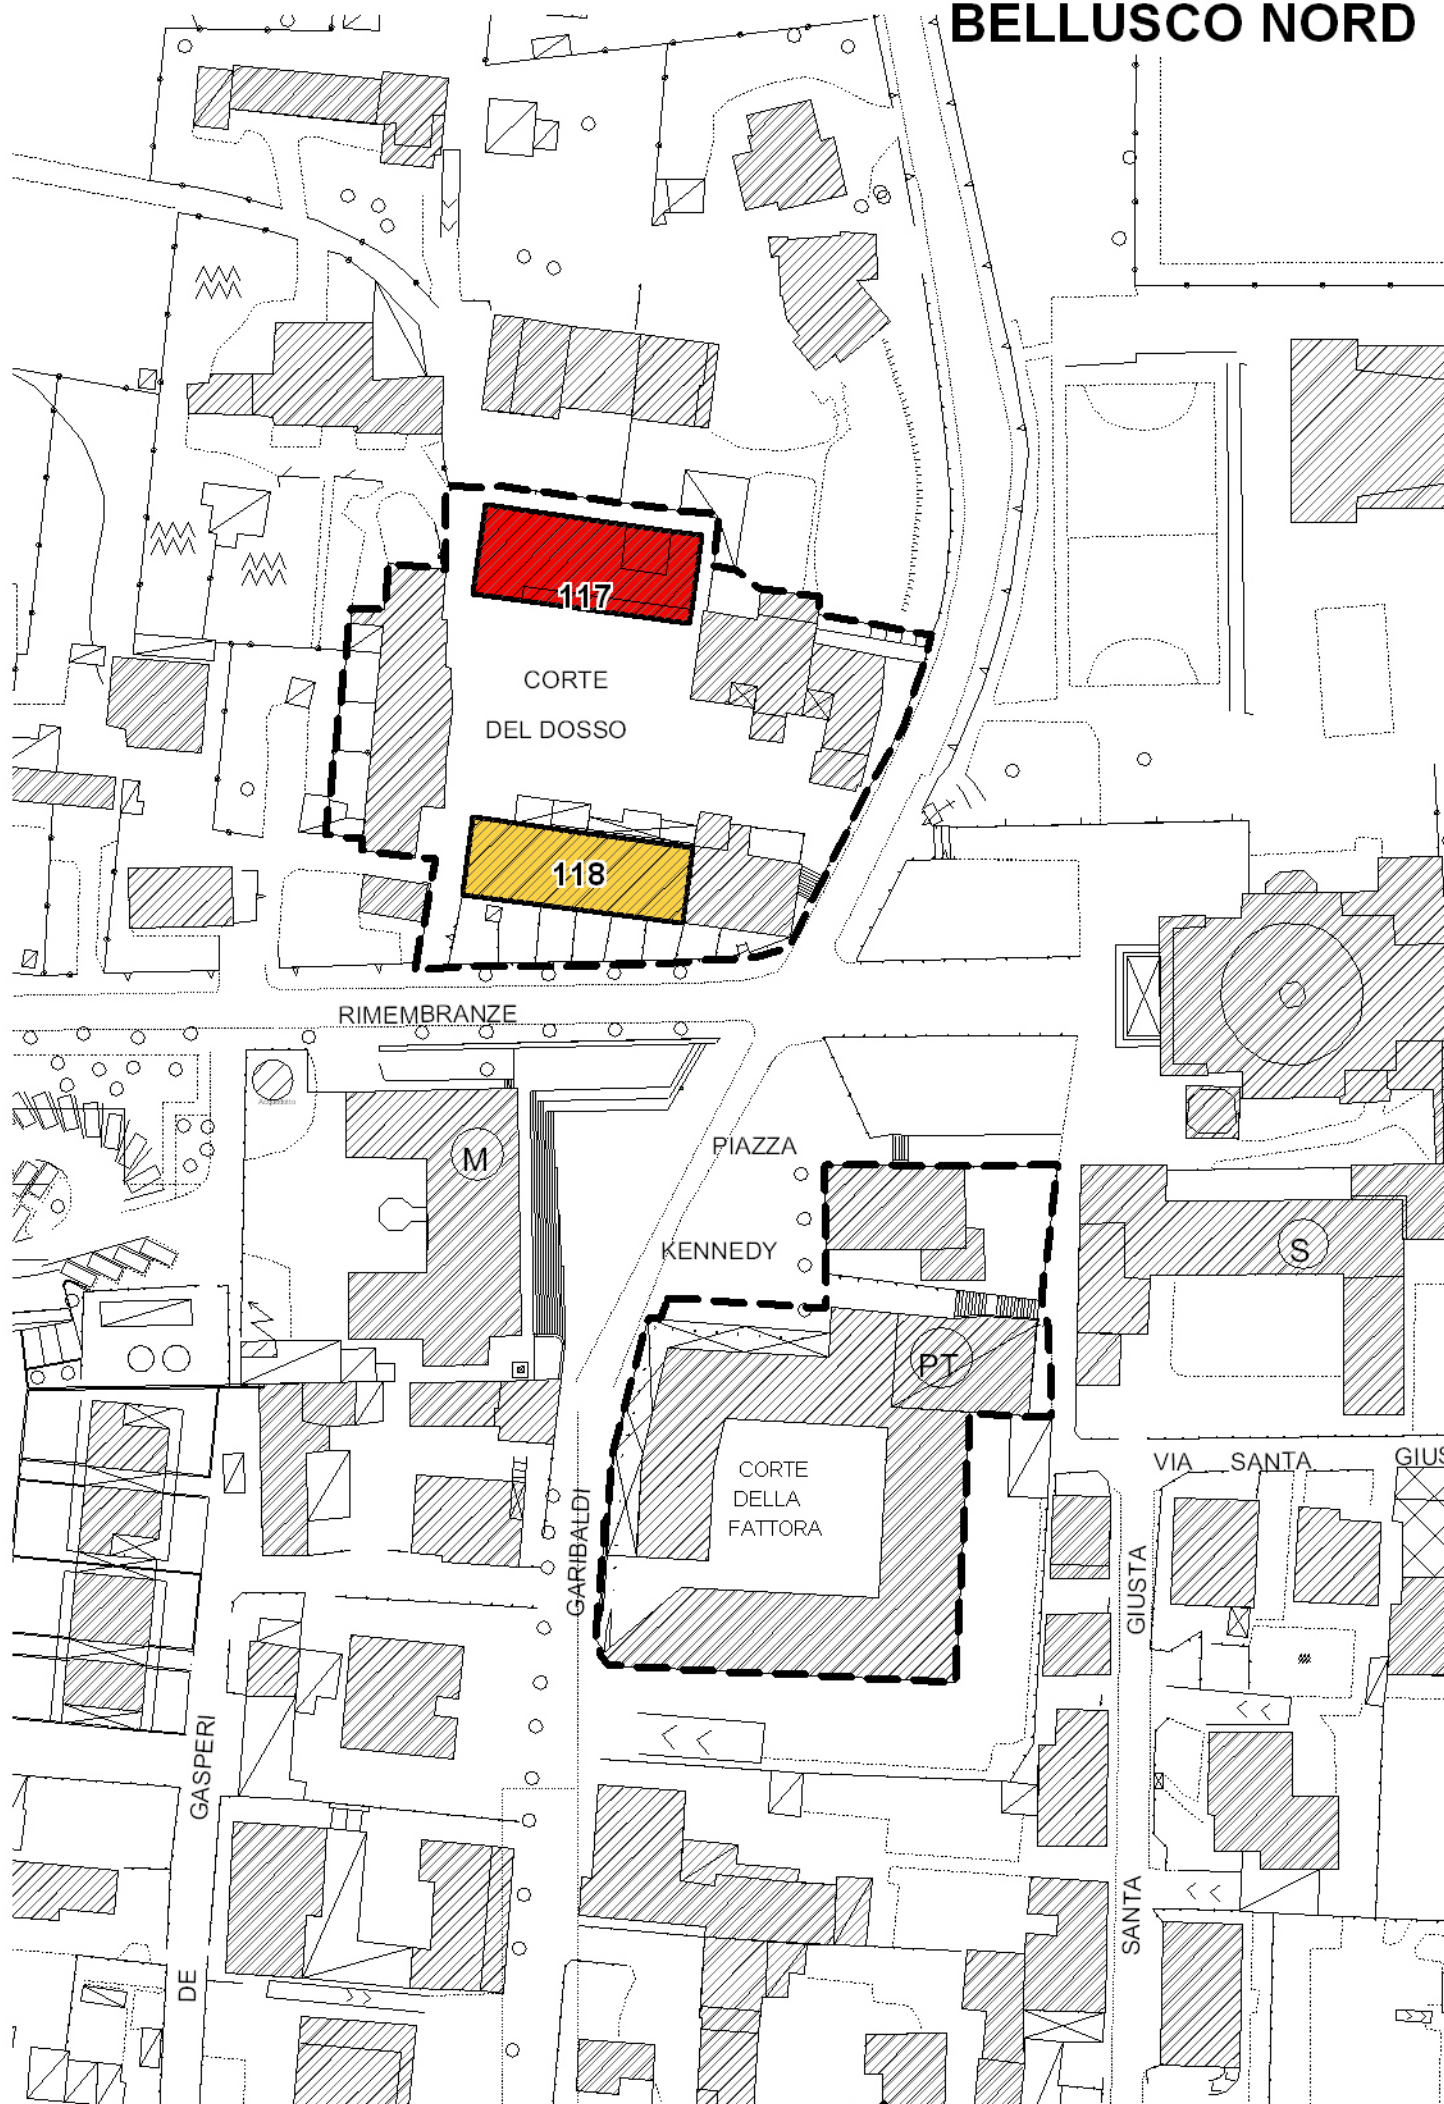 BELLUSCO NORD
117
CORTE
DEL DOSSO
118
RIMEMBRANZE
Acquedotto
M
PIAZZA
KENNEDY
S
PT
VIA SANTA GIUS
CORTE
DELLA
FATTORA
GARIBALDI
GIUSTA
SANTA
GASPERI
DE